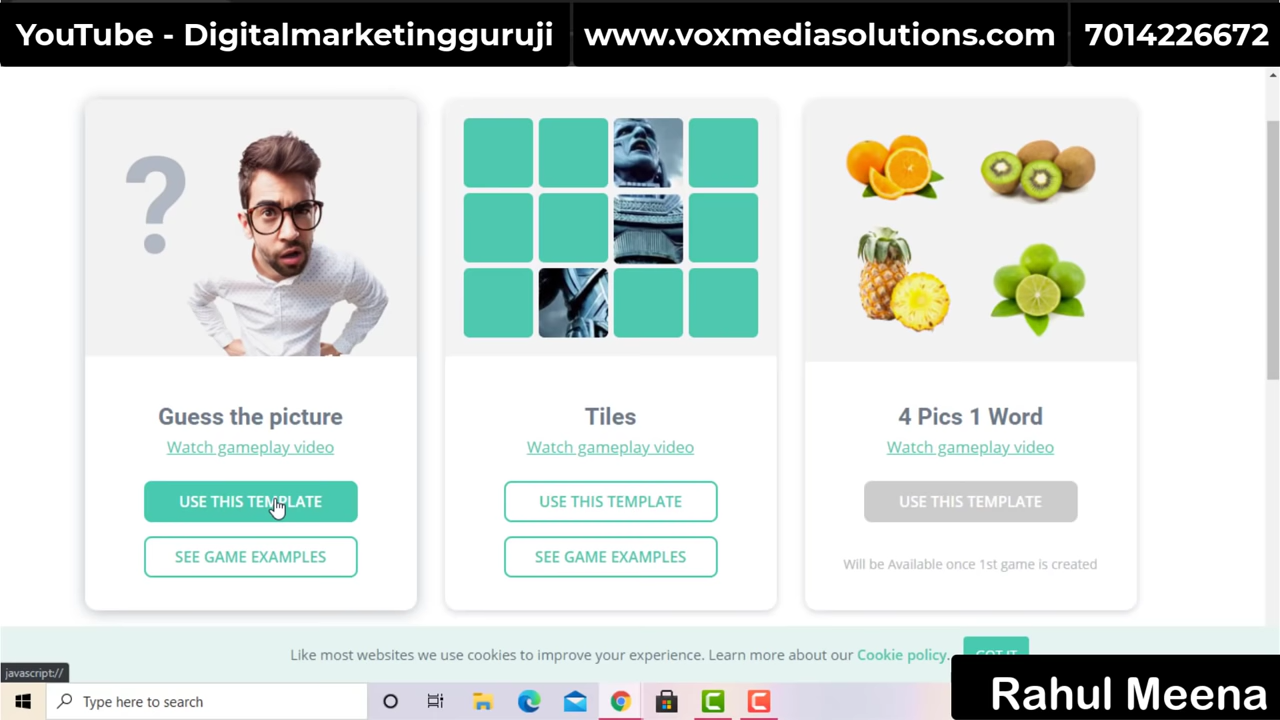 YouTube - Digitalmarketingguruji
www.voxmediasolutions.com
7014226672
?
Guess the picture
Watch gameplay video
USE THIS TEMPLATE
SEE GAME EXAMPLES
Tiles
Watch gameplay video
USE THIS TEMPLATE
SEE GAME EXAMPLES
4 Pics 1 Word
Watch gameplay video
USE THIS TEMPLATE
Will be Available once 1st game is created
Like most websites we use cookies to improve your experience. Learn more about our Cookie policy.
GOT IT
javascript://
Type here to search
Rahul Meena